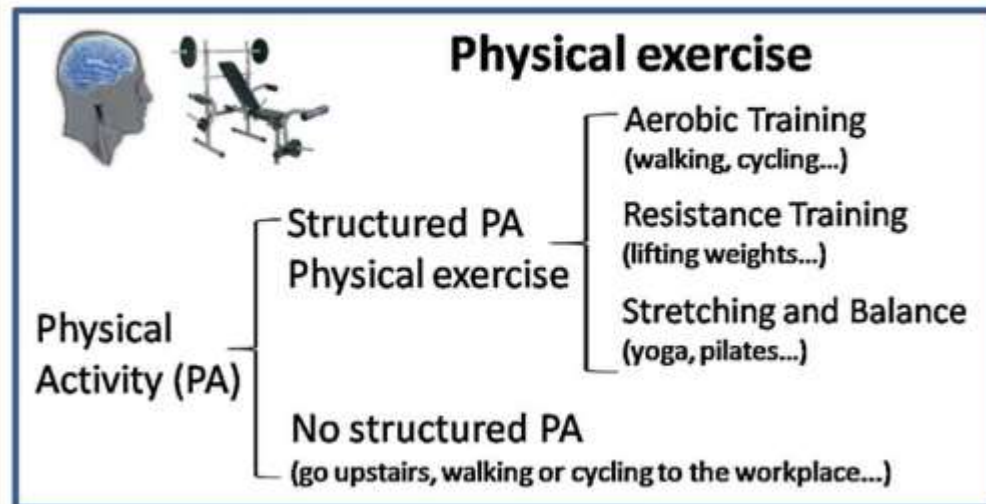 Physical exercise
Aerobic Training
(walking, cycling...)
Structured PA
Physical exercise
Resistance Training
(lifting weights...)
Stretching and Balance
(yoga, pilates...)
Physical
Activity (PA)
No structured PA
(go upstairs, walking or cycling to the workplace...)